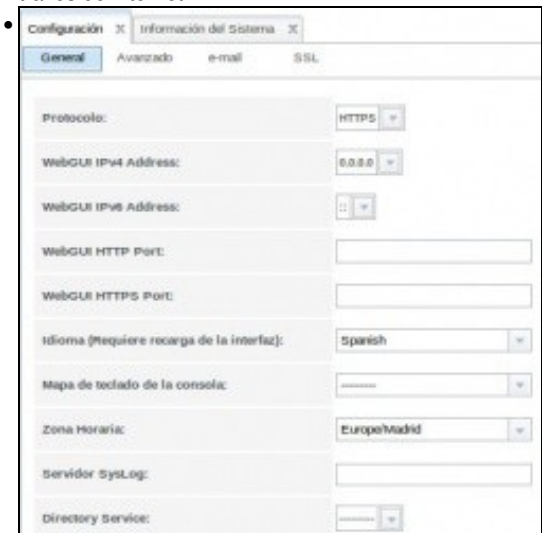 Configuración X Información del Sistema X
General Avanzado e-mail SSL
Protocolo: HTTPS
WebGUI IPv4 Address: 0.0.0.0
WebGUI IPv6 Address: ::
WebGUI HTTP Port:
WebGUI HTTPS Port:
Idioma (Requiere recarga de la interfaz): Spanish
Mapa de teclado de la consola: --------
Zona Horaria: Europe/Madrid
Servidor SysLog:
Directory Service: --------